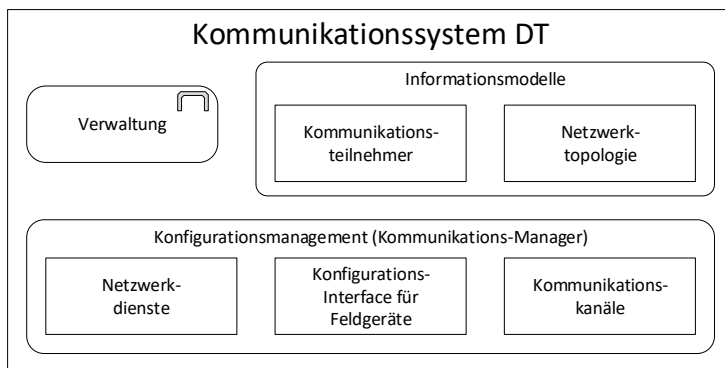 Kommunikationssystem DT
Verwaltung
Informationsmodelle
Kommunikations-
teilnehmer
Netzwerk-
topologie
Konfigurationsmanagement (Kommunikations-Manager)
Netzwerk-
dienste
Konfigurations-
Interface für
Feldgeräte
Kommunikations-
kanäle